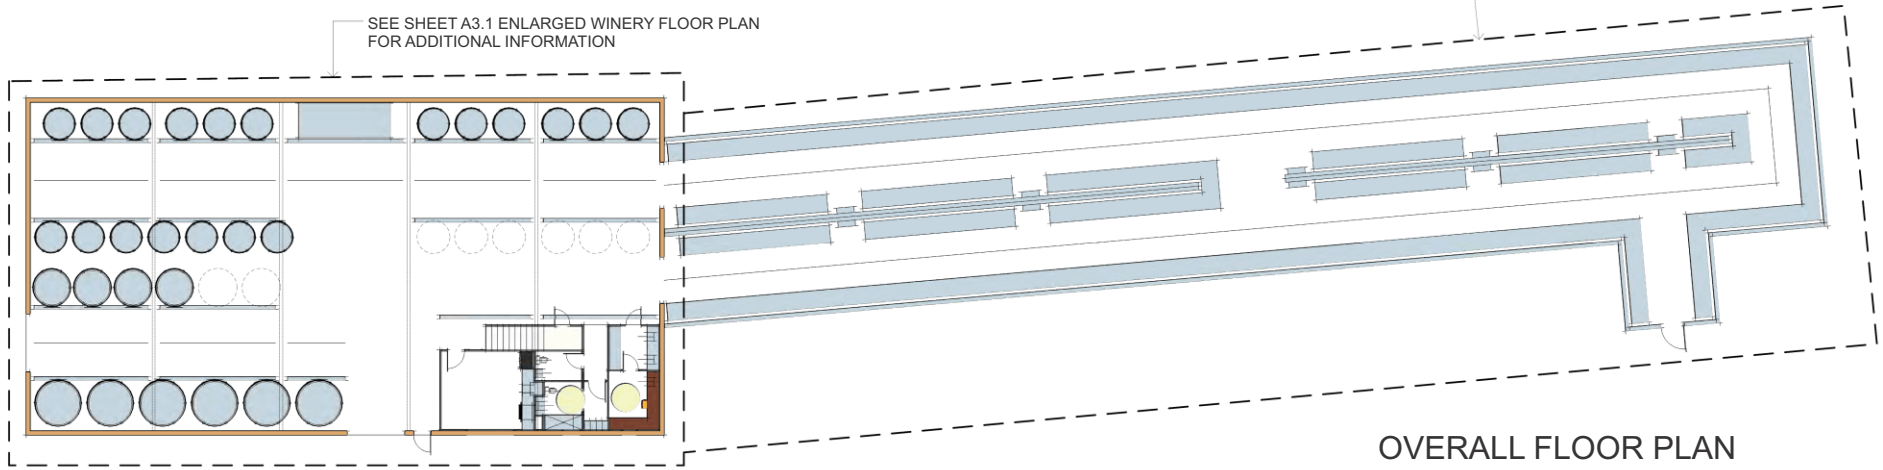 SEE SHEET A3.1 ENLARGED WINERY FLOOR PLAN
FOR ADDITIONAL INFORMATION
OVERALL FLOOR PLAN